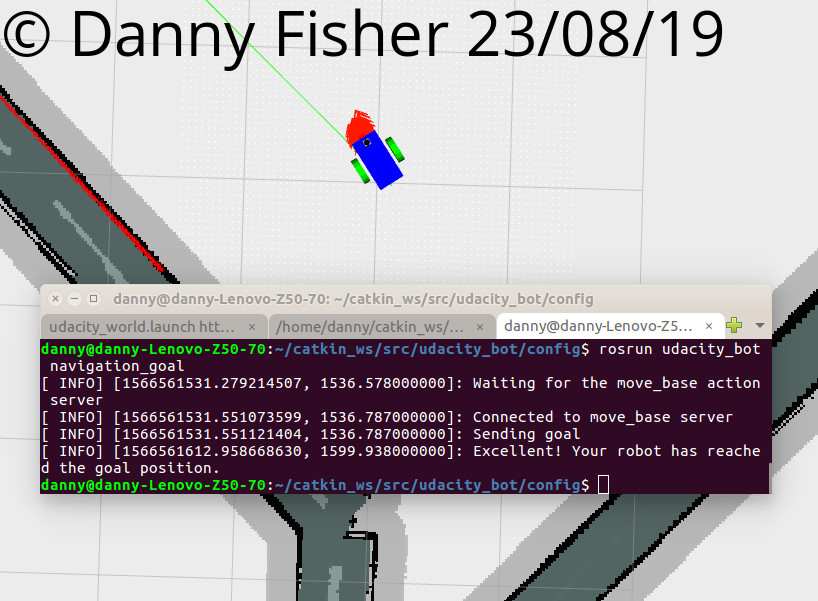 © Danny Fisher 23/08/19
danny@danny-Lenovo-Z50-70: ~/catkin_ws/src/udacity_bot/config
udacity_world.launch htt... × /home/danny/catkin_ws/... × danny@danny-Lenovo-Z5... ×
danny@danny-Lenovo-Z50-70:~/catkin_ws/src/udacity_bot/config$ rosrun udacity_bot
navigation_goal
[ INFO] [1566561531.279214507, 1536.578000000]: Waiting for the move_base action
server
[ INFO] [1566561531.551073599, 1536.787000000]: Connected to move_base server
[ INFO] [1566561531.551121404, 1536.787000000]: Sending goal
[ INFO] [1566561612.958668630, 1599.938000000]: Excellent! Your robot has reache
d the goal position.
danny@danny-Lenovo-Z50-70:~/catkin_ws/src/udacity_bot/config$